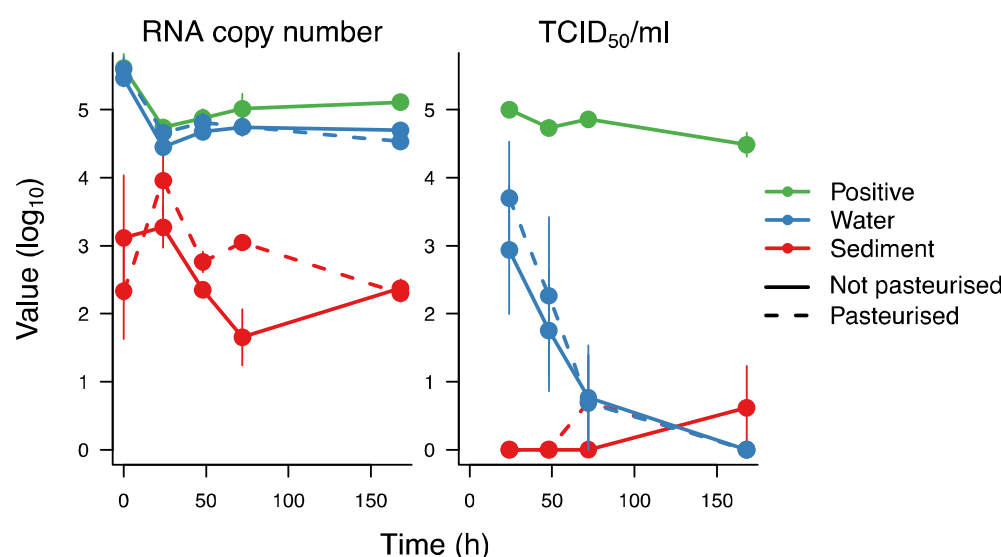 RNA copy number
TCID50/ml
Value (log10)
5
4
3
2
1
0
0 50 100 150
5
4
3
2
1
0
0 50 100 150
Time (h)
Positive
Water
Sediment
Not pasteurised
Pasteurised